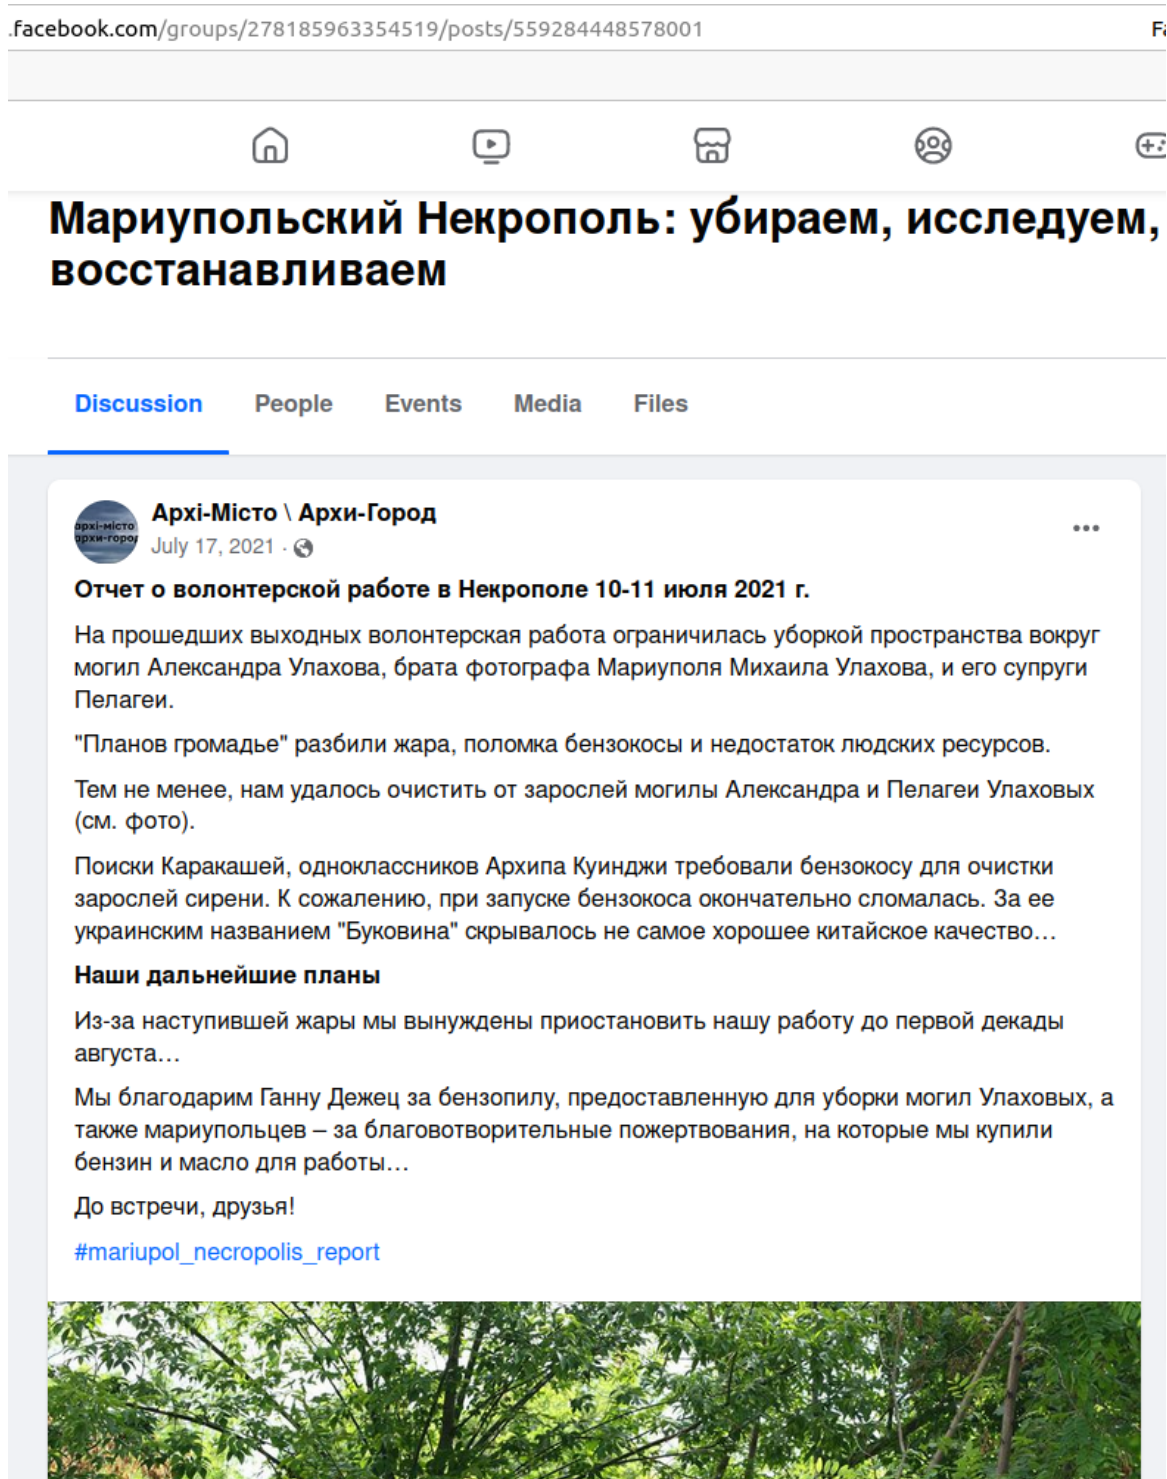 .facebook.com/groups/278185963354519/posts/559284448578001
Мариупольский Некрополь: убираем, исследуем,
восстанавливаем
Discussion People Events Media Files
архі-місто
архи-город
Архі-Місто \ Архи-Город
July 17, 2021 ·
Отчет о волонтерской работе в Некрополе 10-11 июля 2021 г.
На прошедших выходных волонтерская работа ограничилась уборкой пространства вокруг
могил Александра Улахова, брата фотографа Мариуполя Михаила Улахова, и его супруги
Пелагеи.
"Планов громадье" разбили жара, поломка бензокосы и недостаток людских ресурсов.
Тем не менее, нам удалось очистить от зарослей могилы Александра и Пелагеи Улаховых
(см. фото).
Поиски Каракашей, одноклассников Архипа Куинджи требовали бензокосу для очистки
зарослей сирени. К сожалению, при запуске бензокоса окончательно сломалась. За ее
украинским названием "Буковина" скрывалось не самое хорошее китайское качество…
Наши дальнейшие планы
Из-за наступившей жары мы вынуждены приостановить нашу работу до первой декады
августа…
Мы благодарим Ганну Дежец за бензопилу, предоставленную для уборки могил Улаховых, а
также мариупольцев – за благовотворительные пожертвования, на которые мы купили
бензин и масло для работы…
До встречи, друзья!
#mariupol_necropolis_report